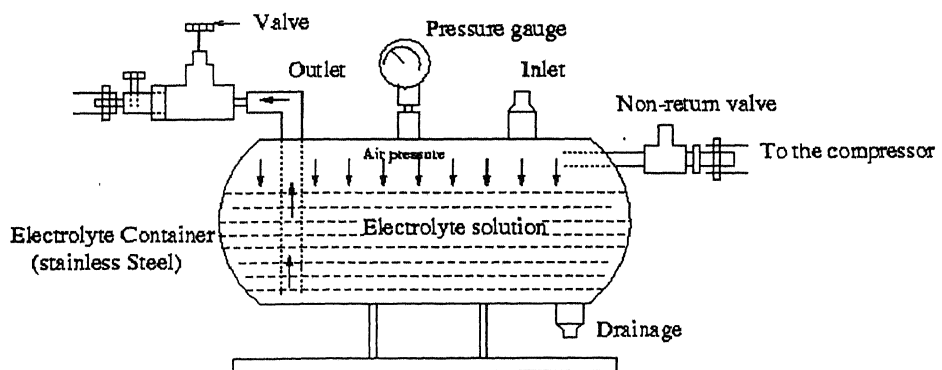 Valve
Pressure gauge
Outlet
Inlet
Non-return valve
To the compressor
Air pressure
Electrolyte solution
Electrolyte Container
(stainless Steel)
Drainage